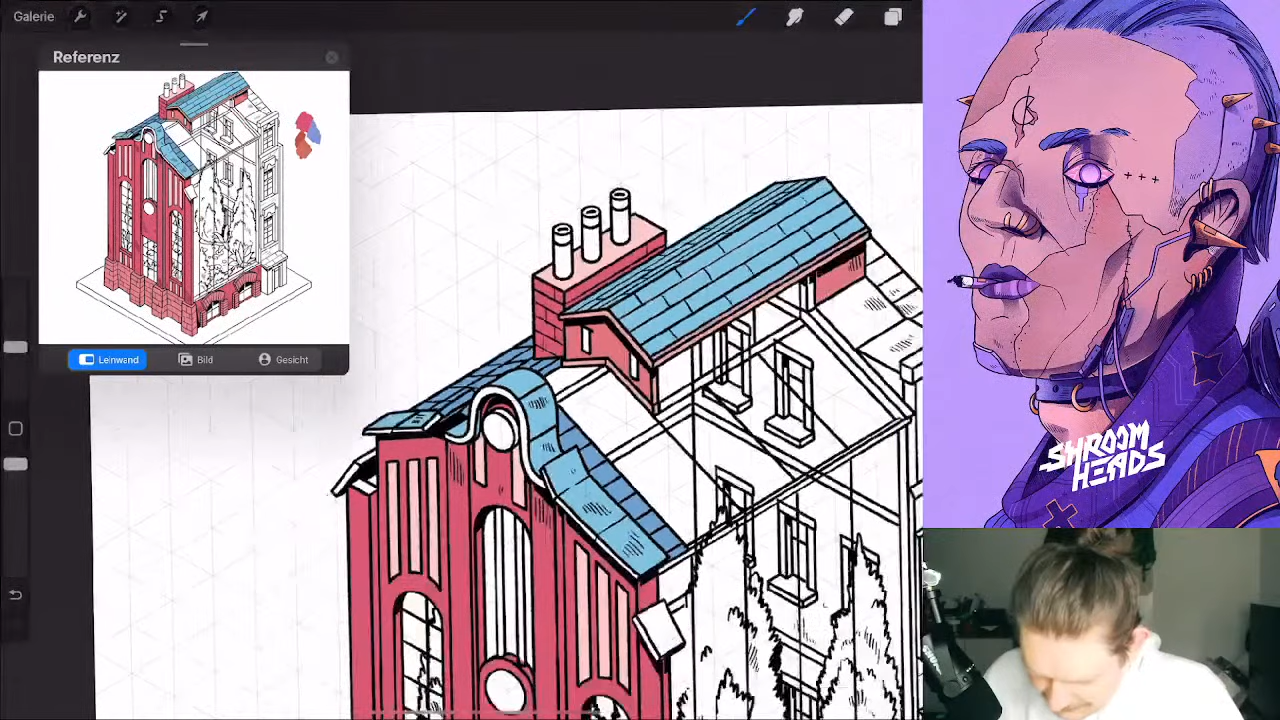 Galerie
Referenz
Leinwand
Bild
Gesicht
SHROOM
HEADS